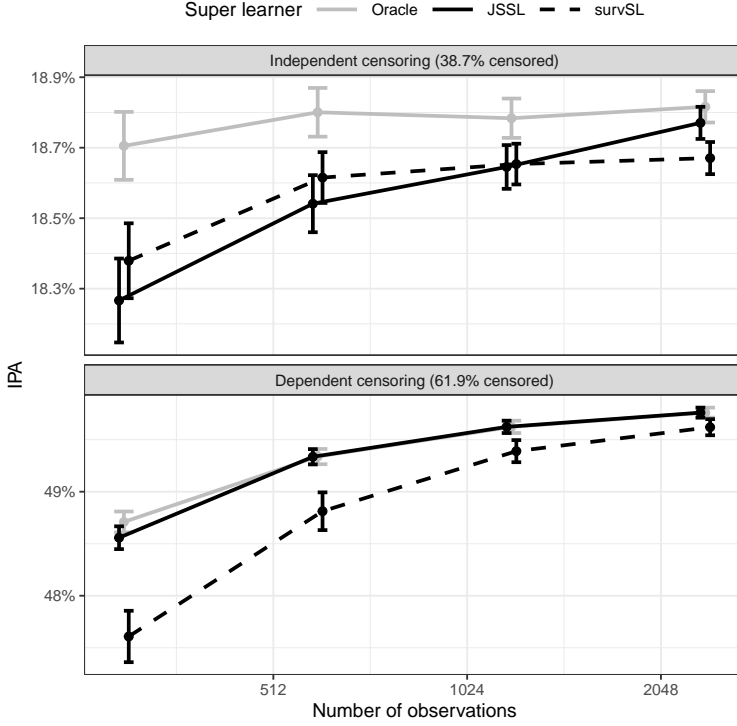 Super learner Oracle JSSL survSL
Independent censoring (38.7% censored)
18.9%
18.7%
18.5%
18.3%
IPA
Dependent censoring (61.9% censored)
49%
48%
512 1024 2048
Number of observations